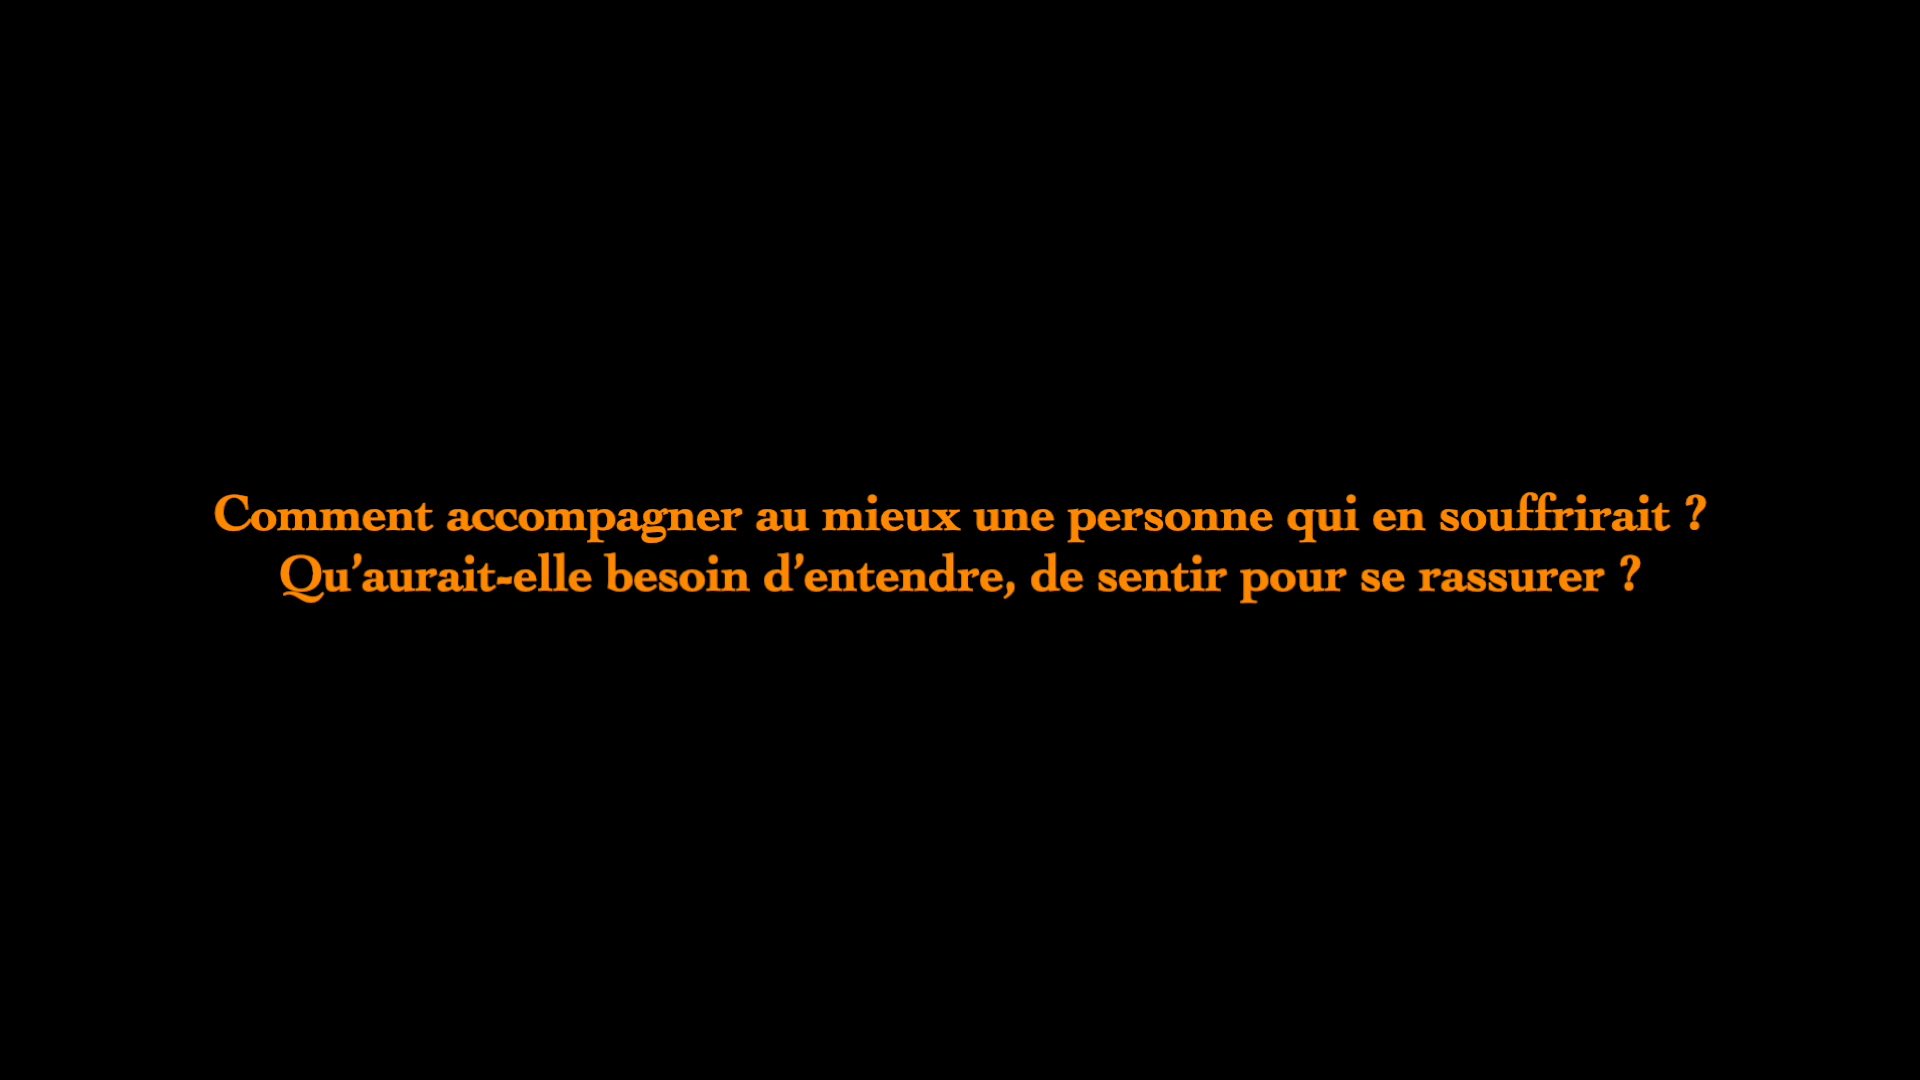 Comment accompagner au mieux une personne qui en souffrirait ?
Qu’aurait-elle besoin d’entendre, de sentir pour se rassurer ?